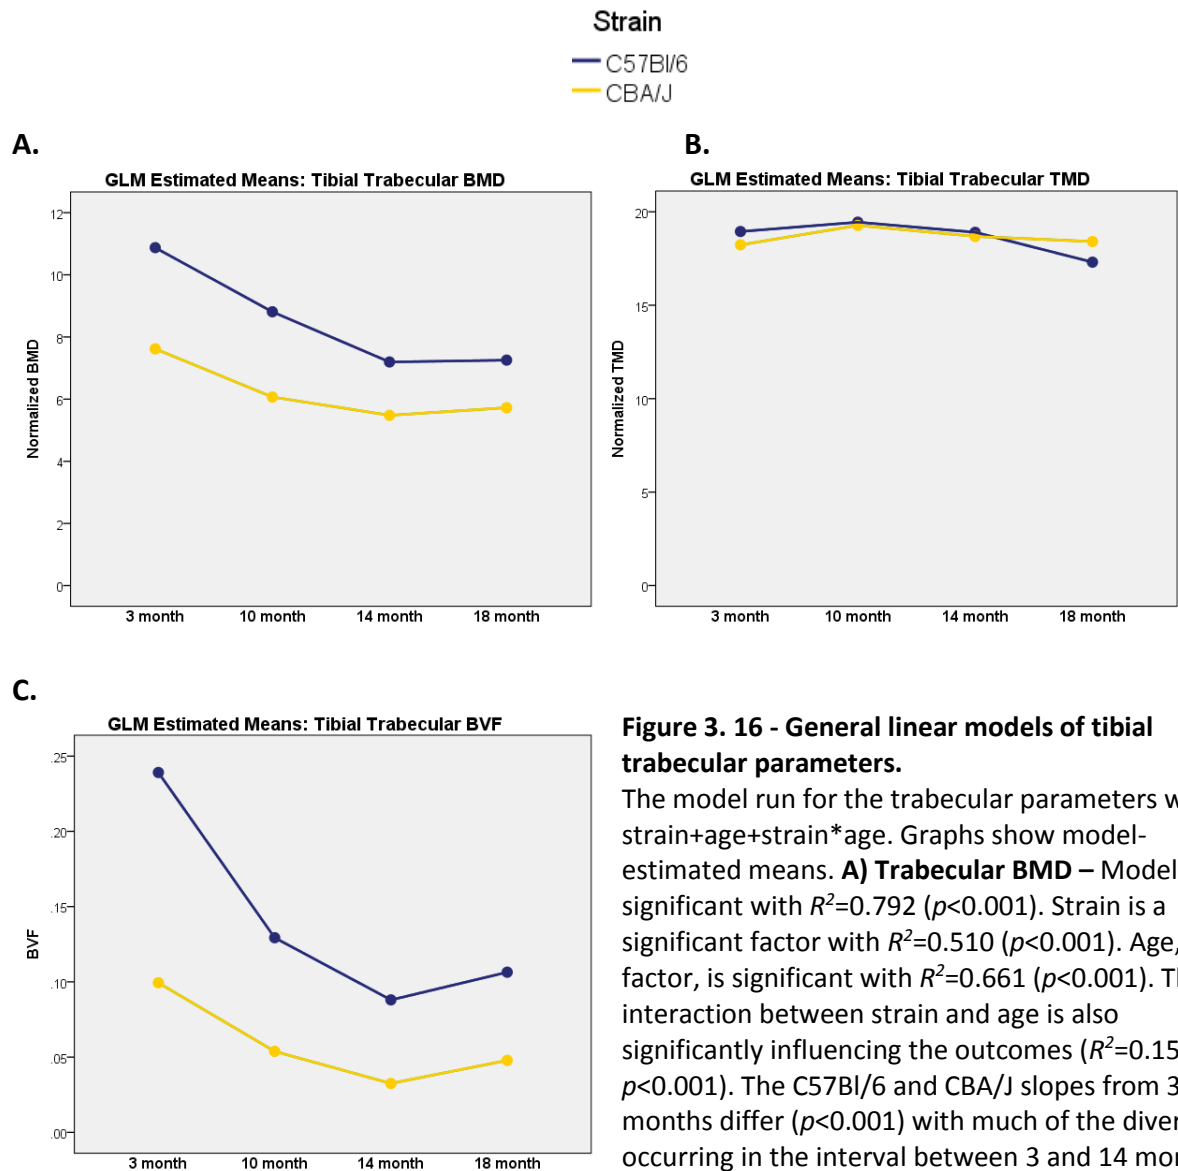 Strain
C57Bl/6
CBA/J
A.
GLM Estimated Means: Tibial Trabecular BMD
Normalized BMD
12
10
8
6
4
2
0
3 month 10 month 14 month 18 month
B.
GLM Estimated Means: Tibial Trabecular TMD
Normalized TMD
20
15
10
5
0
3 month 10 month 14 month 18 month
C.
GLM Estimated Means: Tibial Trabecular BVF
BVF
.25
.20
.15
.10
.05
.00
3 month 10 month 14 month 18 month
Figure 3. 16 - General linear models of tibial
trabecular parameters.
The model run for the trabecular parameters
strain+age+strain*age. Graphs show model-
estimated means. A) Trabecular BMD – Model
significant with R²=0.792 (p<0.001). Strain is a
significant factor with R²=0.510 (p<0.001). Age,
factor, is significant with R²=0.661 (p<0.001).
interaction between strain and age is also
significantly influencing the outcomes (R²=0.15
p<0.001). The C57Bl/6 and CBA/J slopes from 3
months differ (p<0.001) with much of the
occurring in the interval between 3 and 14